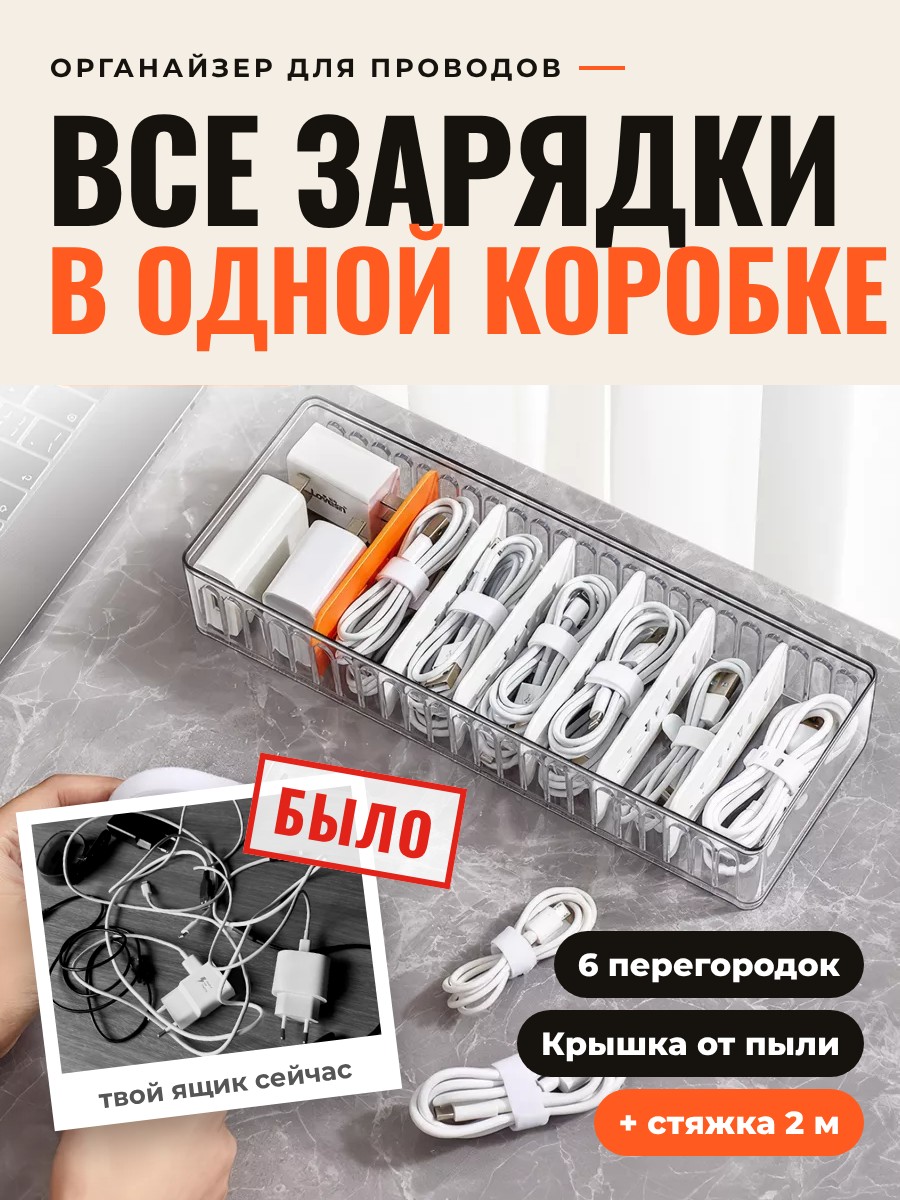 ОРГАНАЙЗЕР ДЛЯ ПРОВОДОВ
ВСЕ ЗАРЯДКИ
В ОДНОЙ КОРОБКЕ
БЫЛО
твой ящик сейчас
6 перегородок
Крышка от пыли
+ стяжка 2 м